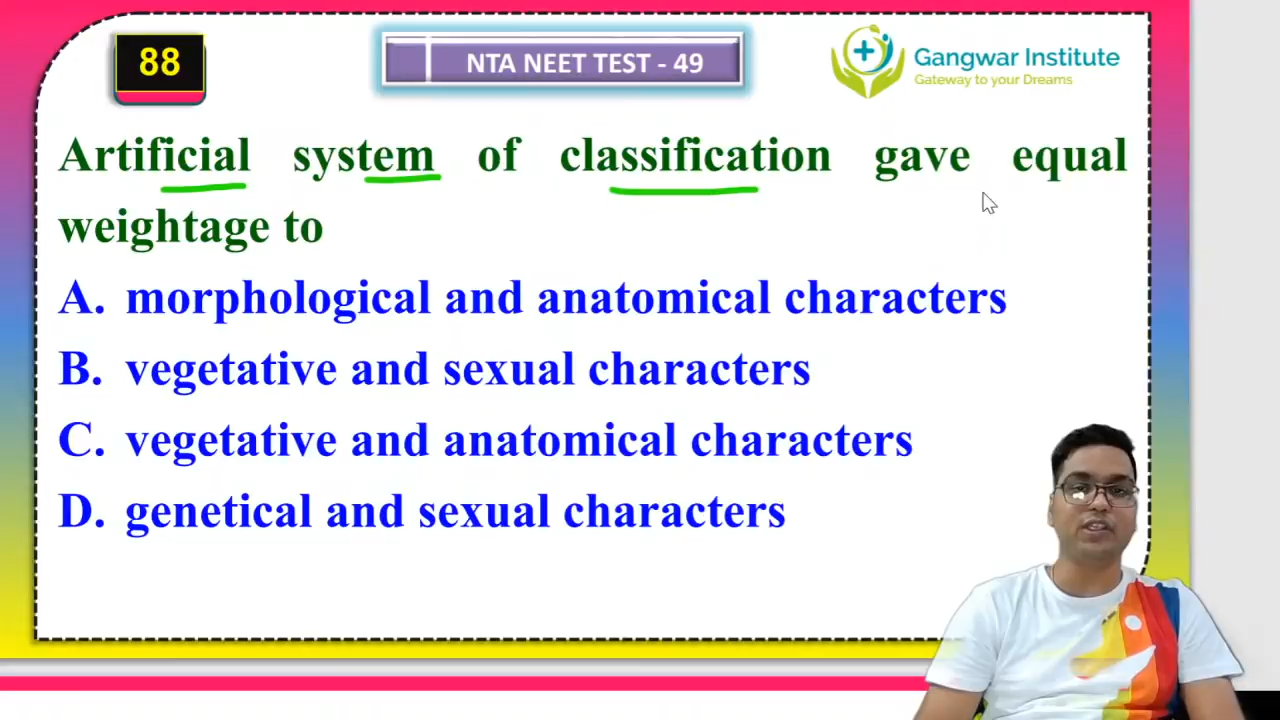 88
NTA NEET TEST - 49
Gangwar Institute
Gateway to your Dreams
Artificial system of classification gave equal
weightage to
A. morphological and anatomical characters
B. vegetative and sexual characters
C. vegetative and anatomical characters
D. genetical and sexual characters